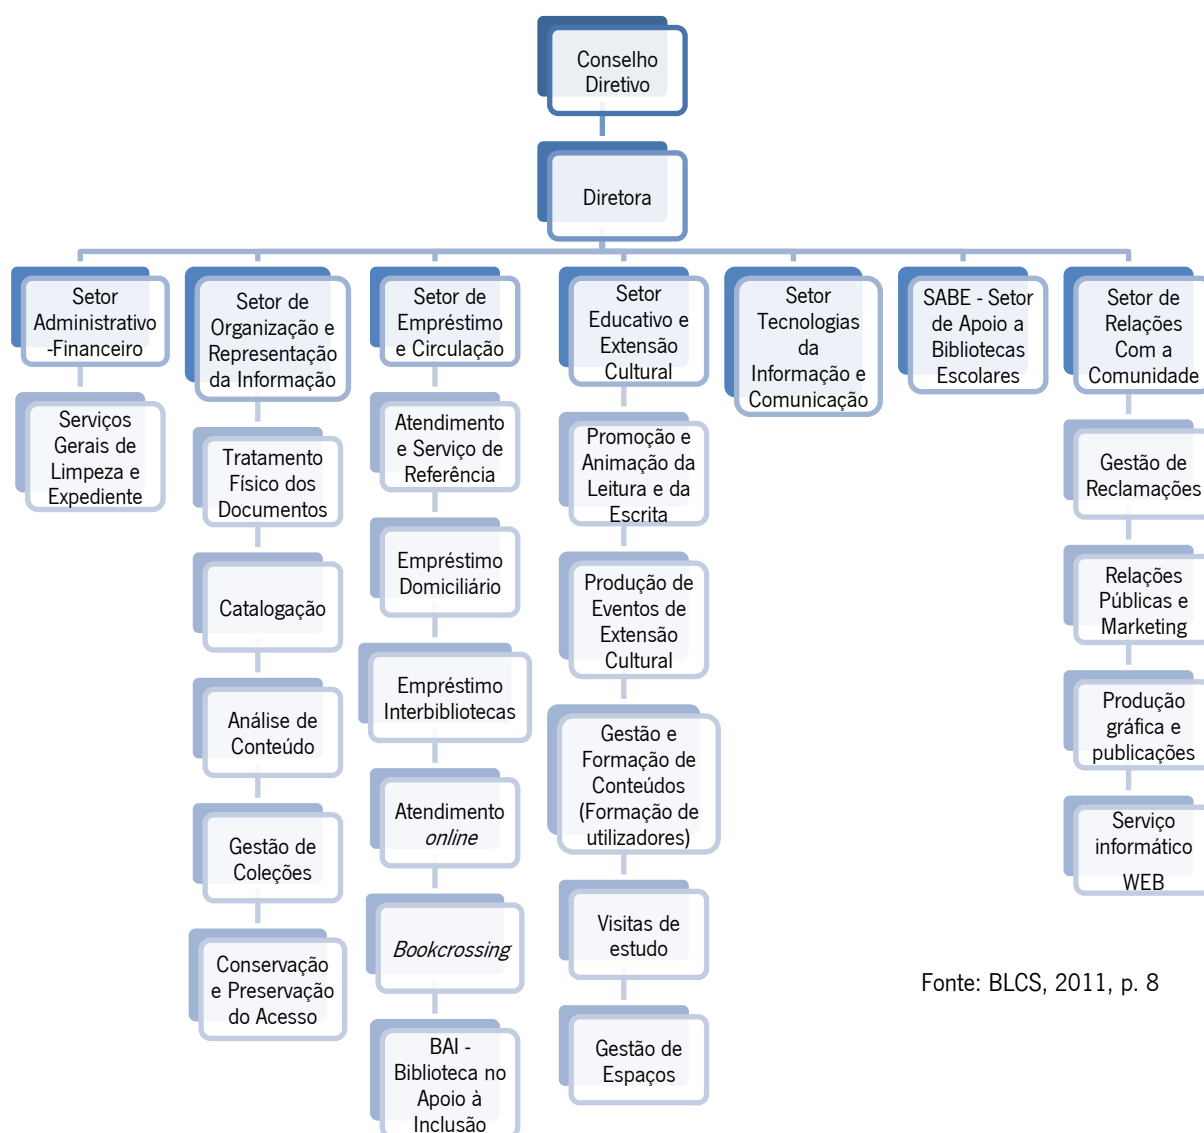 Conselho
Diretivo
Diretora
Setor
Administrativo
-Financeiro
Serviços
Gerais de
Limpeza e
Expediente
Setor de
Organização e
Representação
da Informação
Tratamento
Físico dos
Documentos
Catalogação
Análise de
Conteúdo
Gestão de
Coleções
Conservação
e Preservação
do Acesso
Setor de
Empréstimo
e Circulação
Atendimento
e Serviço de
Referência
Empréstimo
Domiciliário
Empréstimo
Interbibliotecas
Atendimento
online
Bookcrossing
BAI -
Biblioteca no
Apoio à
Inclusão
Setor
Educativo e
Extensão
Cultural
Promoção e
Animação da
Leitura e da
Escrita
Produção de
Eventos de
Extensão
Cultural
Gestão e
Formação de
Conteúdos
(Formação de
utilizadores)
Visitas de
estudo
Gestão de
Espaços
Setor
Tecnologias
da
Informação e
Comunicação
SABE - Setor
de Apoio a
Bibliotecas
Escolares
Setor de
Relações
Com a
Comunidade
Gestão de
Reclamações
Relações
Públicas e
Marketing
Produção
gráfica e
publicações
Serviço
informático
WEB
Fonte: BLCS, 2011, p. 8